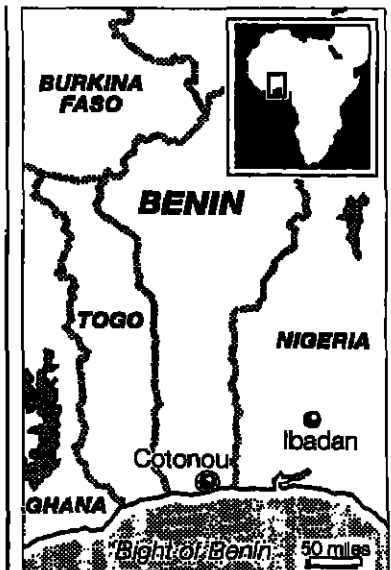 BURKINA
FASO
BENIN
TOGO
NIGERIA
Ibadan
Cotonou
GHANA
Bight of Benin
50 miles